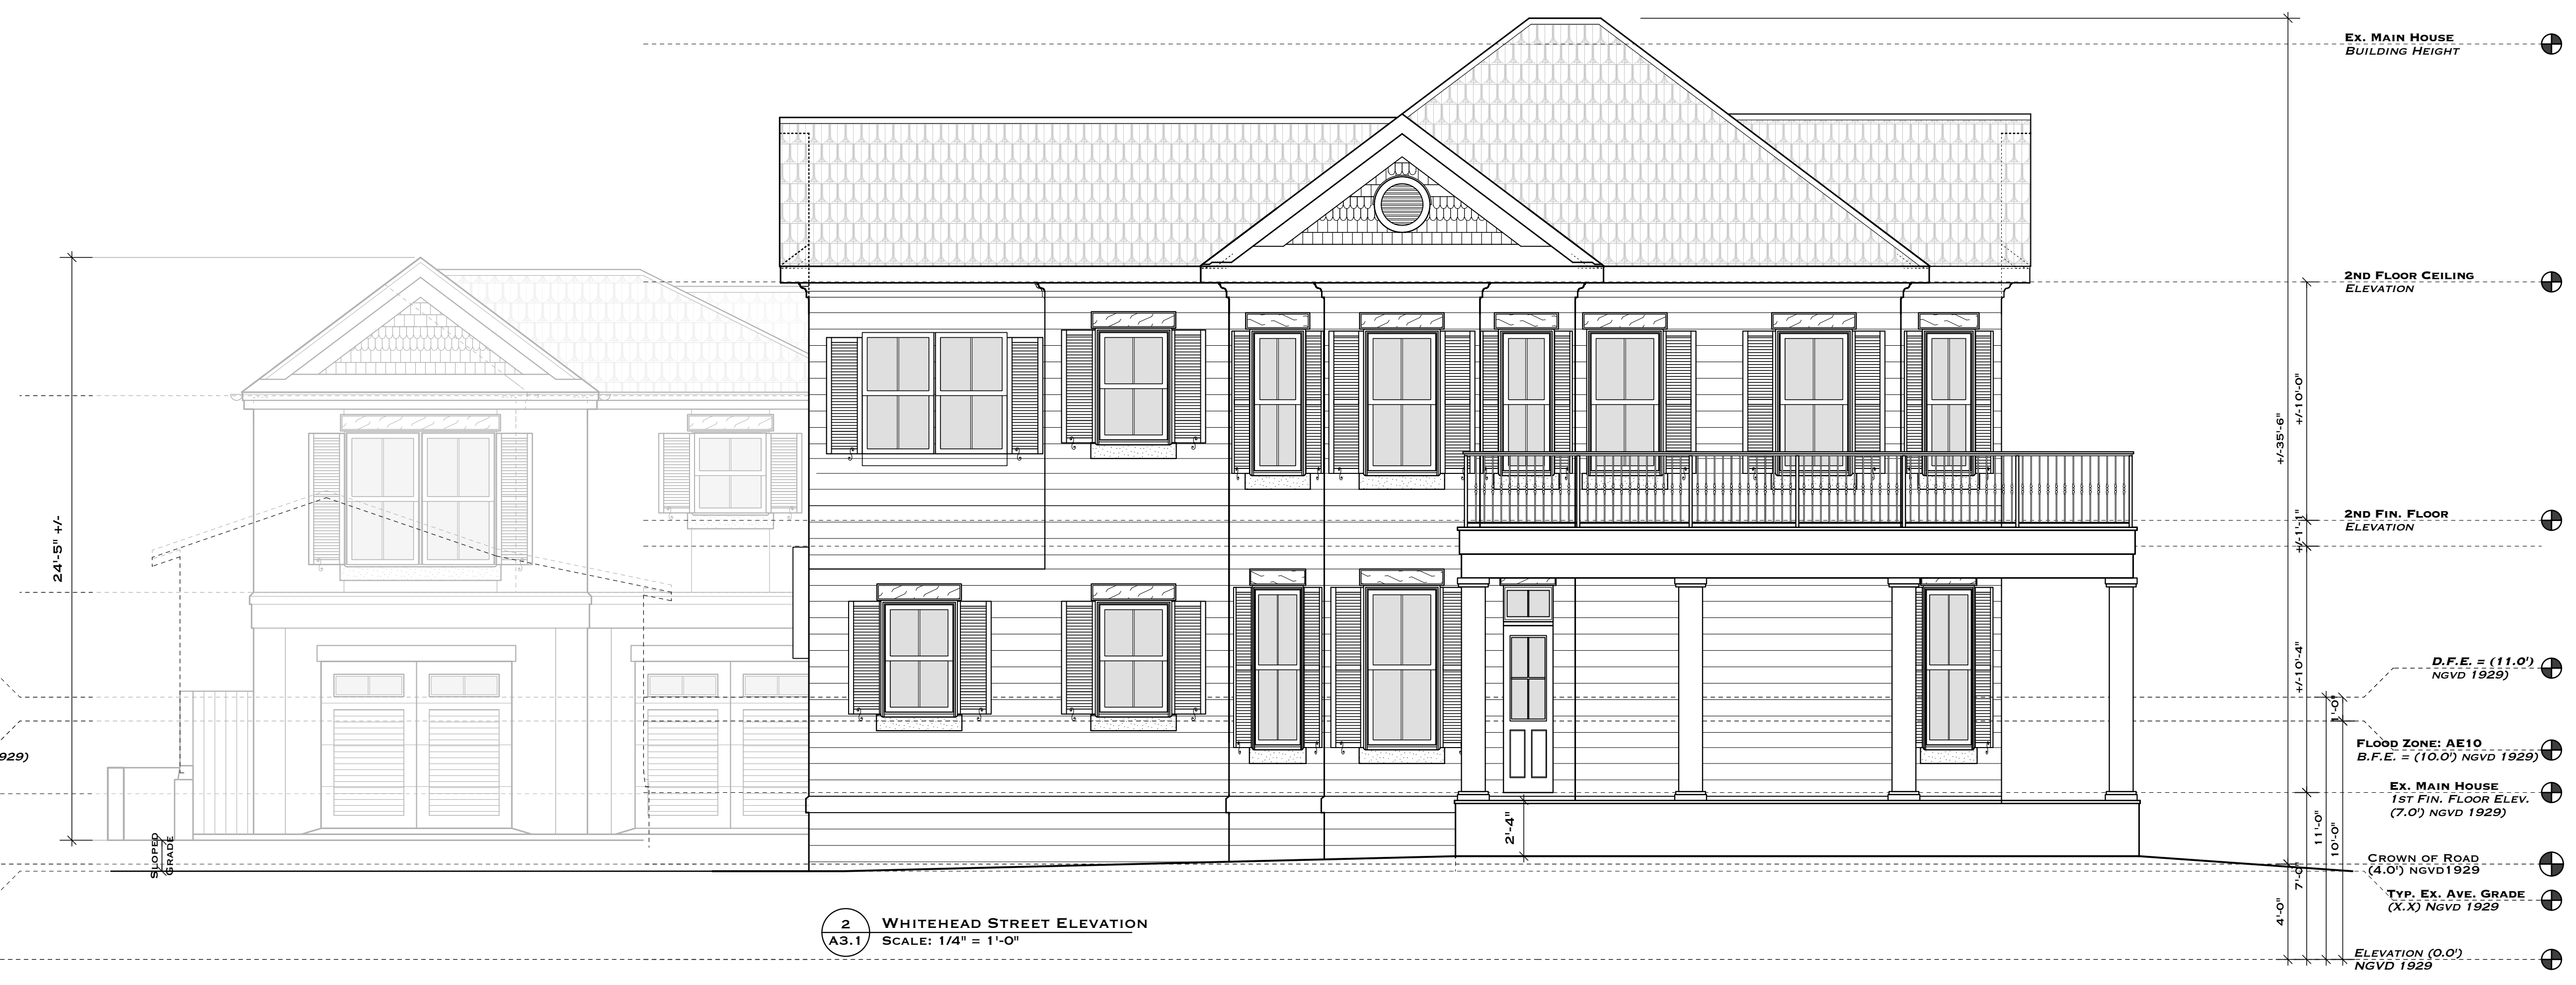 Ex. Main House
Building Height
2nd Floor Ceiling
Elevation
24'-5" +/-
+/-35'-6"
+/-10'-0"
2nd Fin. Floor
Elevation
+/-1'-1"
+/-10'-4"
D.F.E. = (11.0')
NGVD 1929)
1'-0"
929)
Flood Zone: AE10
B.F.E. = (10.0') NGVD 1929)
Ex. Main House
1st Fin. Floor Elev.
(7.0') NGVD 1929)
2'-4"
11'-0"
10'-0"
Sloped
Grade
Crown of Road
(4.0') NGVD1929
7'-0"
Typ. Ex. Ave. Grade
(X.X) NGVD 1929
4'-0"
2
A3.1
Whitehead Street Elevation
Scale: 1/4" = 1'-0"
Elevation (0.0')
NGVD 1929